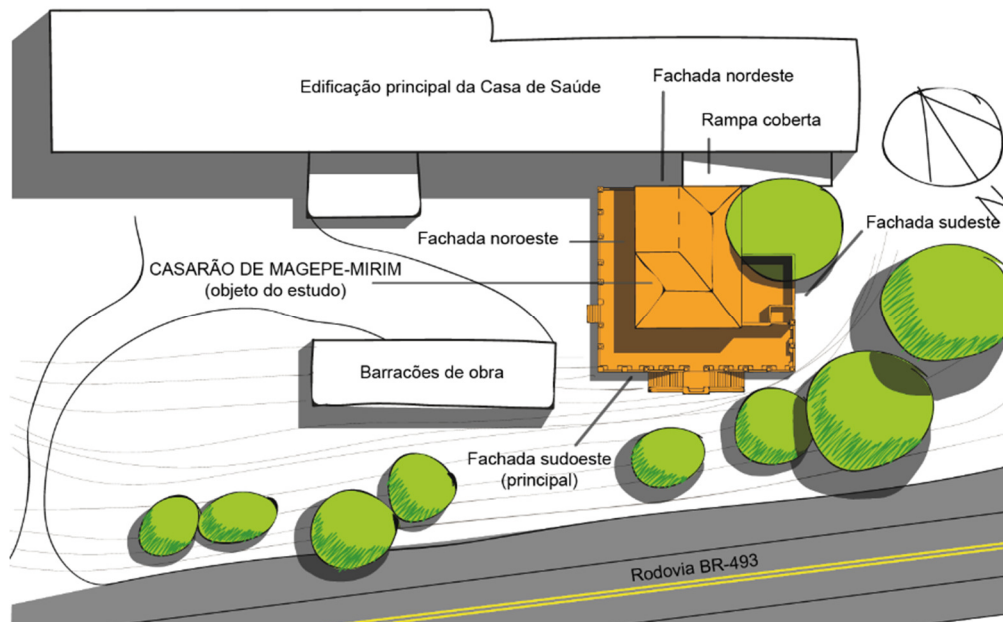 Edificação principal da Casa de Saúde
Fachada nordeste
Rampa coberta
Fachada sudeste
Fachada noroeste
CASARÃO DE MAGEPE-MIRIM
(objeto do estudo)
Barracões de obra
Fachada sudoeste
(principal)
Rodovia BR-493